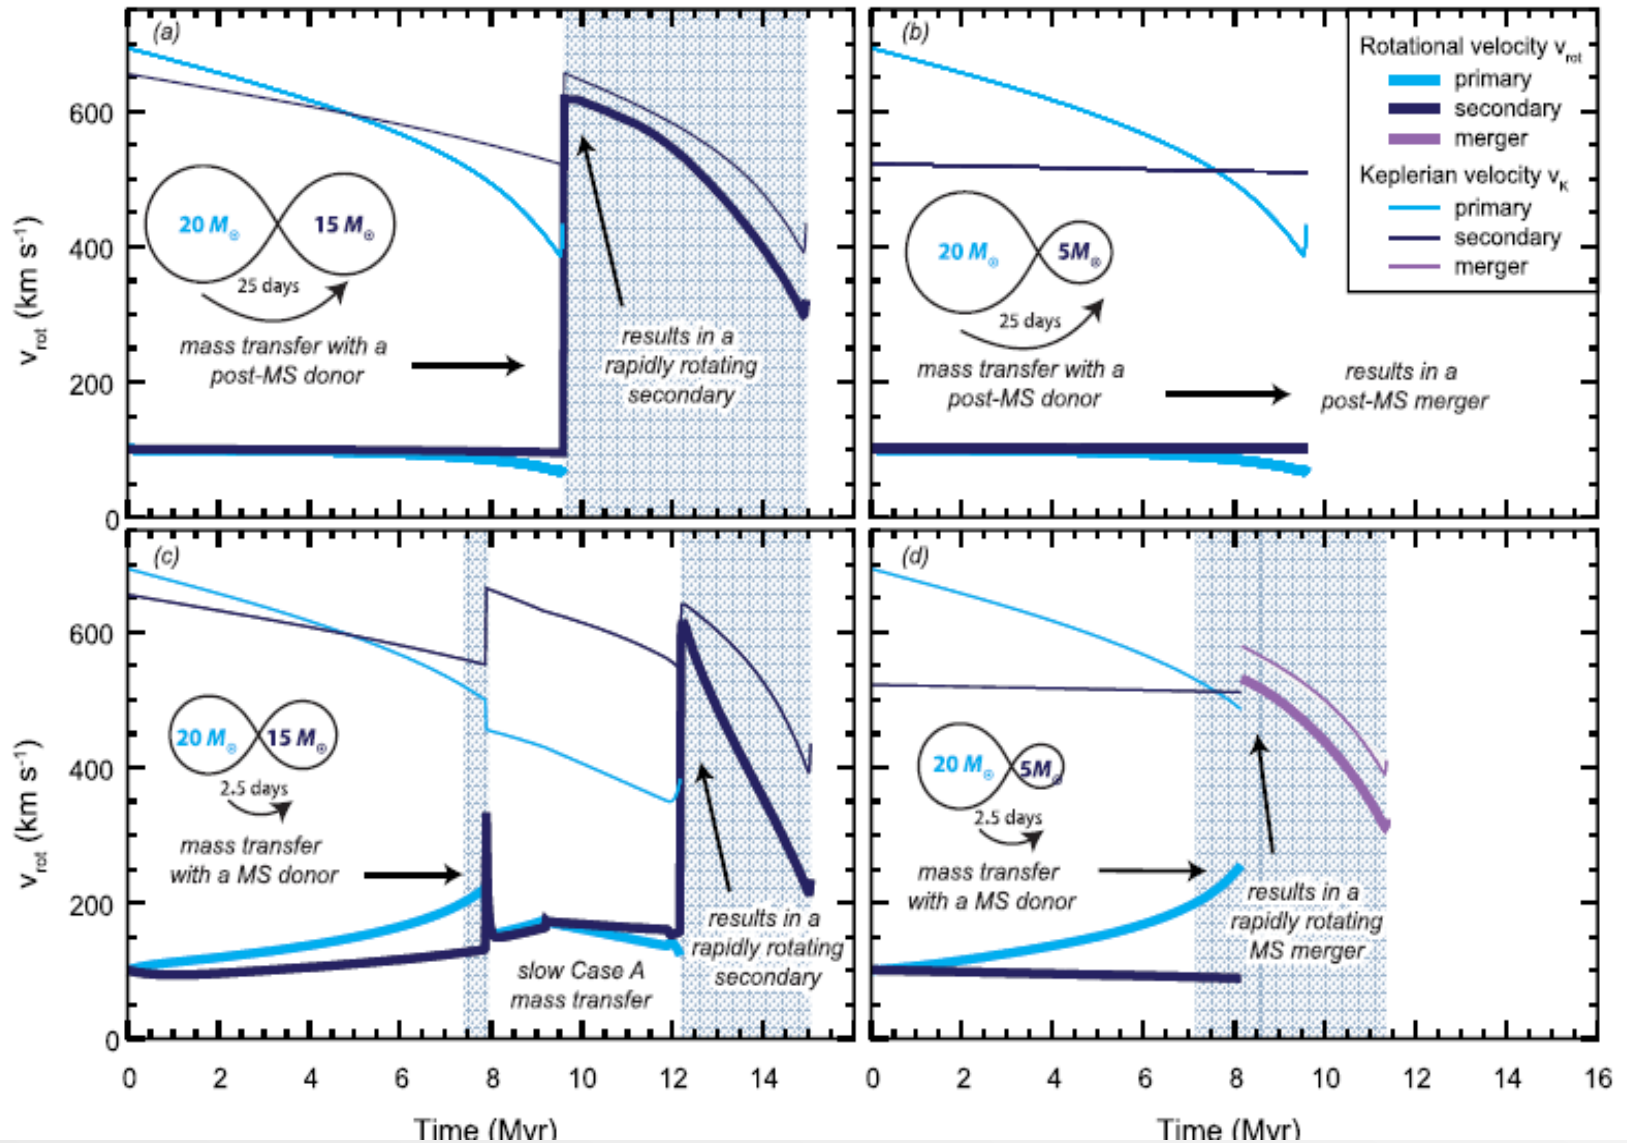 (a)
600
400
200
0
v_rot (km s⁻¹)
20 M☉
15 M☉
25 days
mass transfer with a
post-MS donor
results in a
rapidly rotating
secondary
(b)
20 M☉
5M☉
25 days
mass transfer with a
post-MS donor
results in a
post-MS merger
Rotational velocity v_rot
primary
secondary
merger
Keplerian velocity v_K
primary
secondary
merger
(c)
600
400
200
0
v_rot (km s⁻¹)
20 M☉
15 M☉
2.5 days
mass transfer
with a MS donor
slow Case A
mass transfer
results in a
rapidly rotating
secondary
0 2 4 6 8 10 12 14
Time (Myr)
(d)
20 M☉
5M☉
2.5 days
mass transfer
with a MS donor
results in a
rapidly rotating
MS merger
0 2 4 6 8 10 12 14 16
Time (Myr)